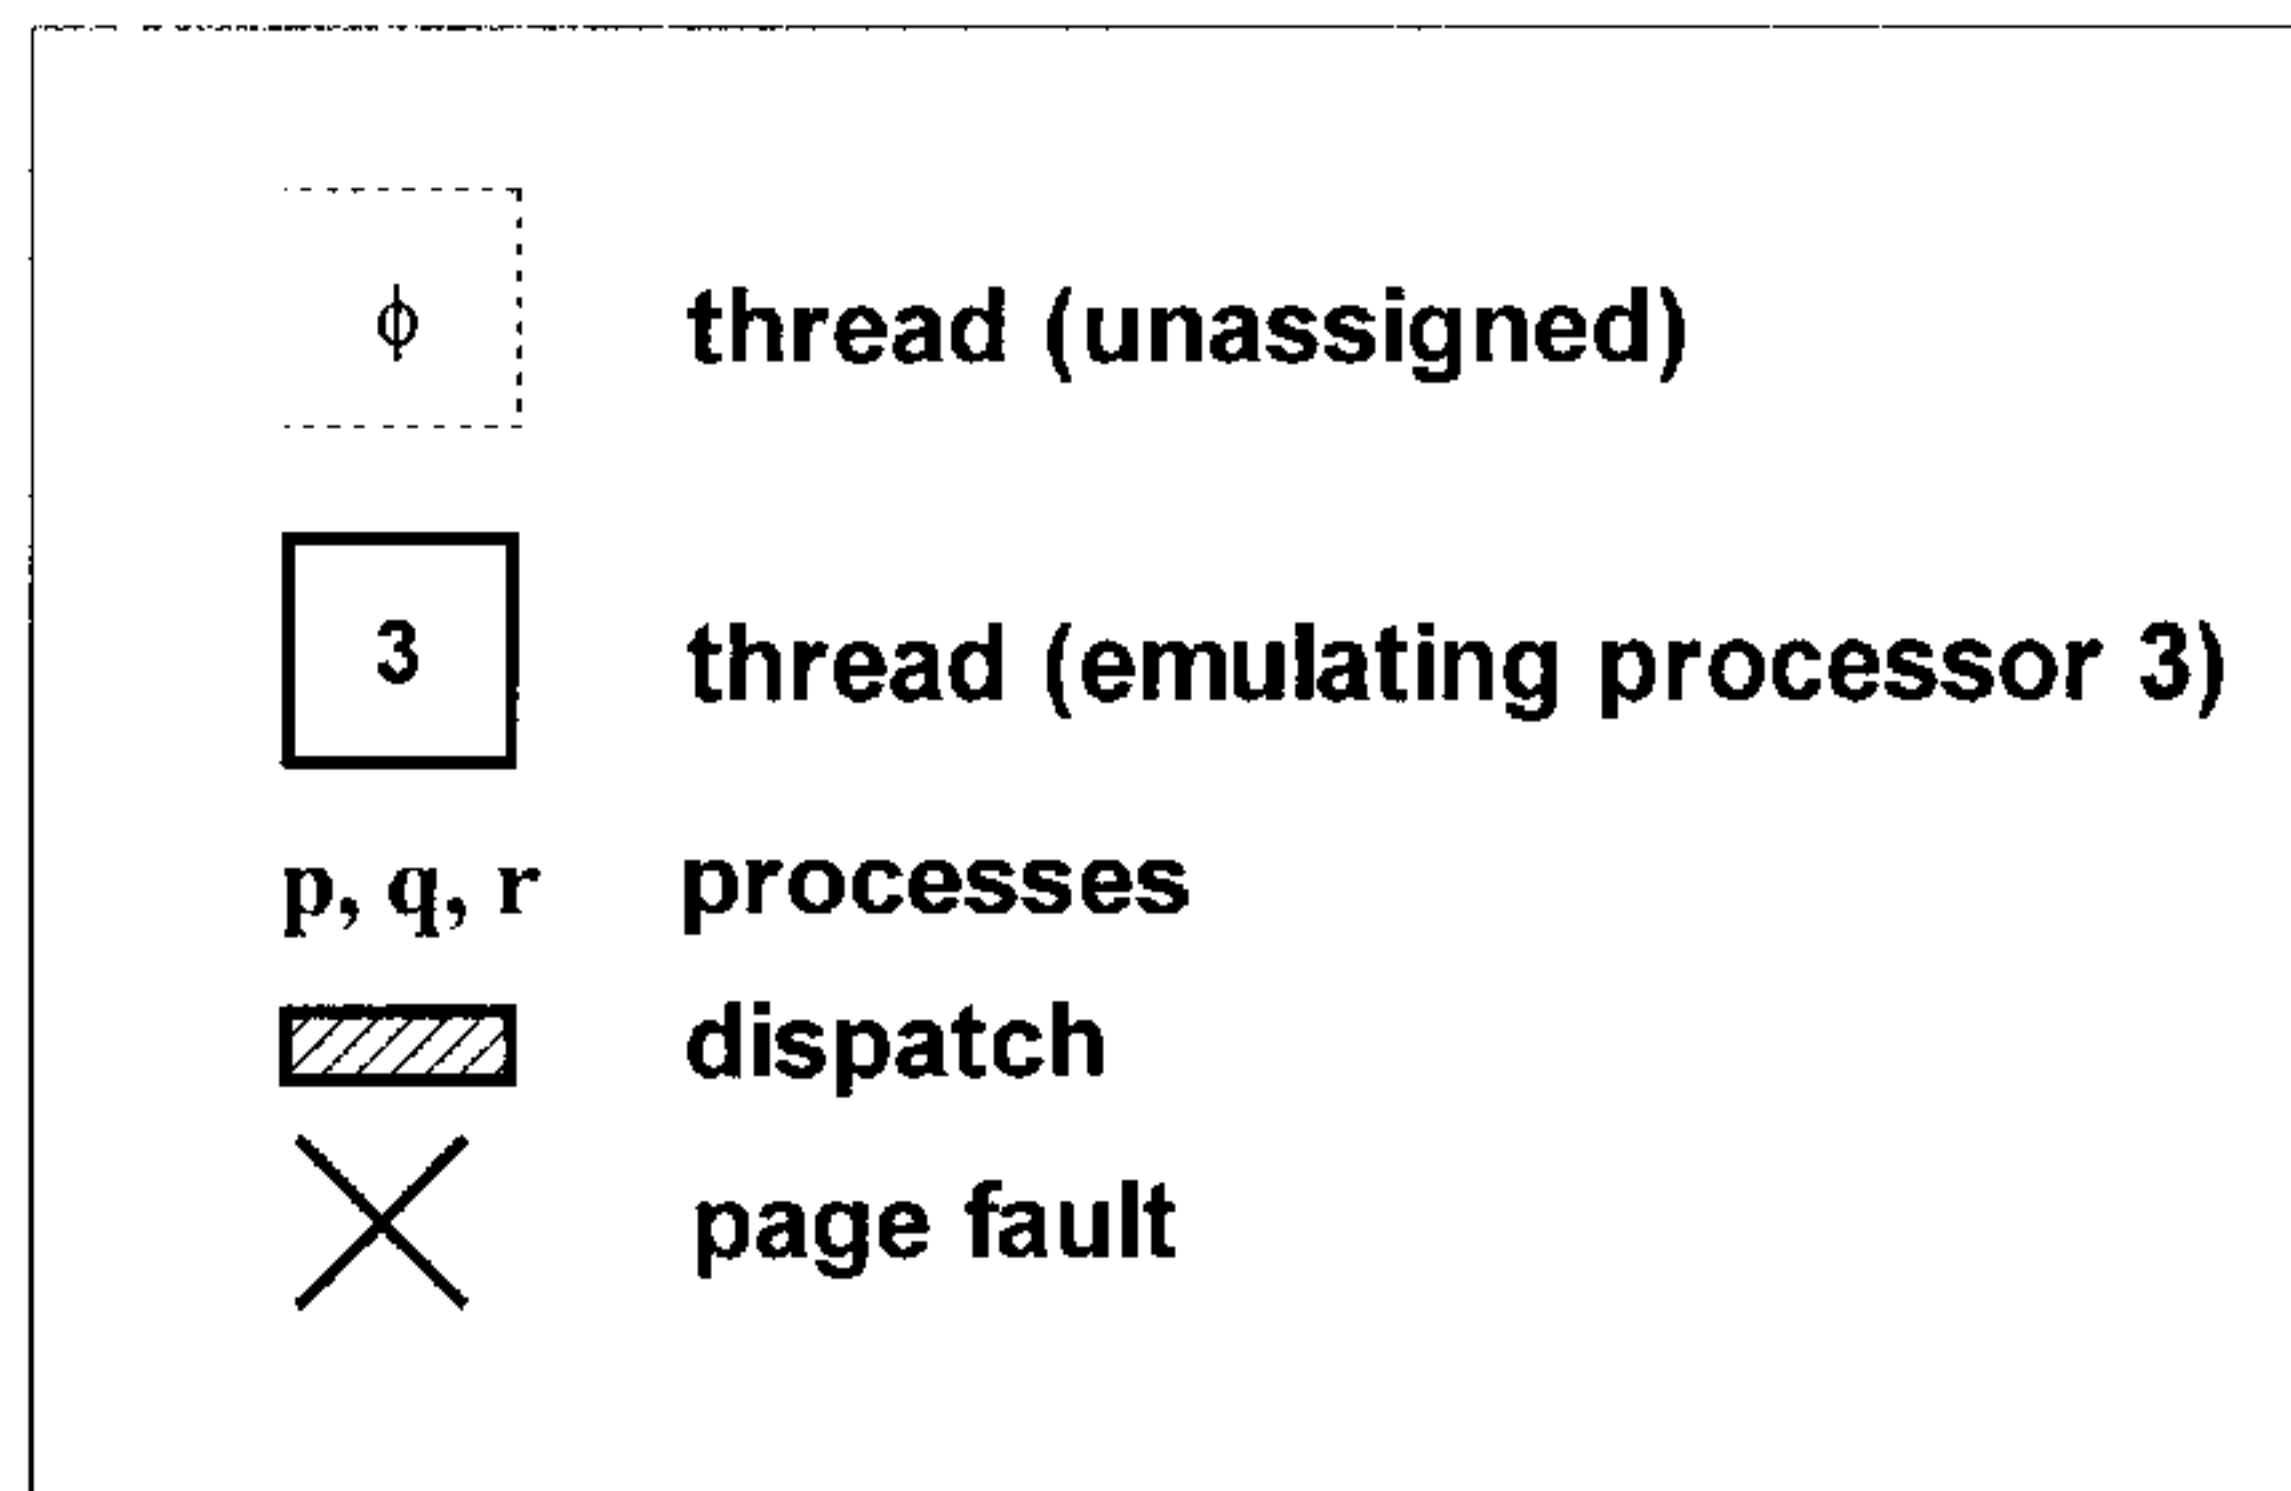 ϕ thread (unassigned)
3 thread (emulating processor 3)
p, q, r processes
dispatch
page fault